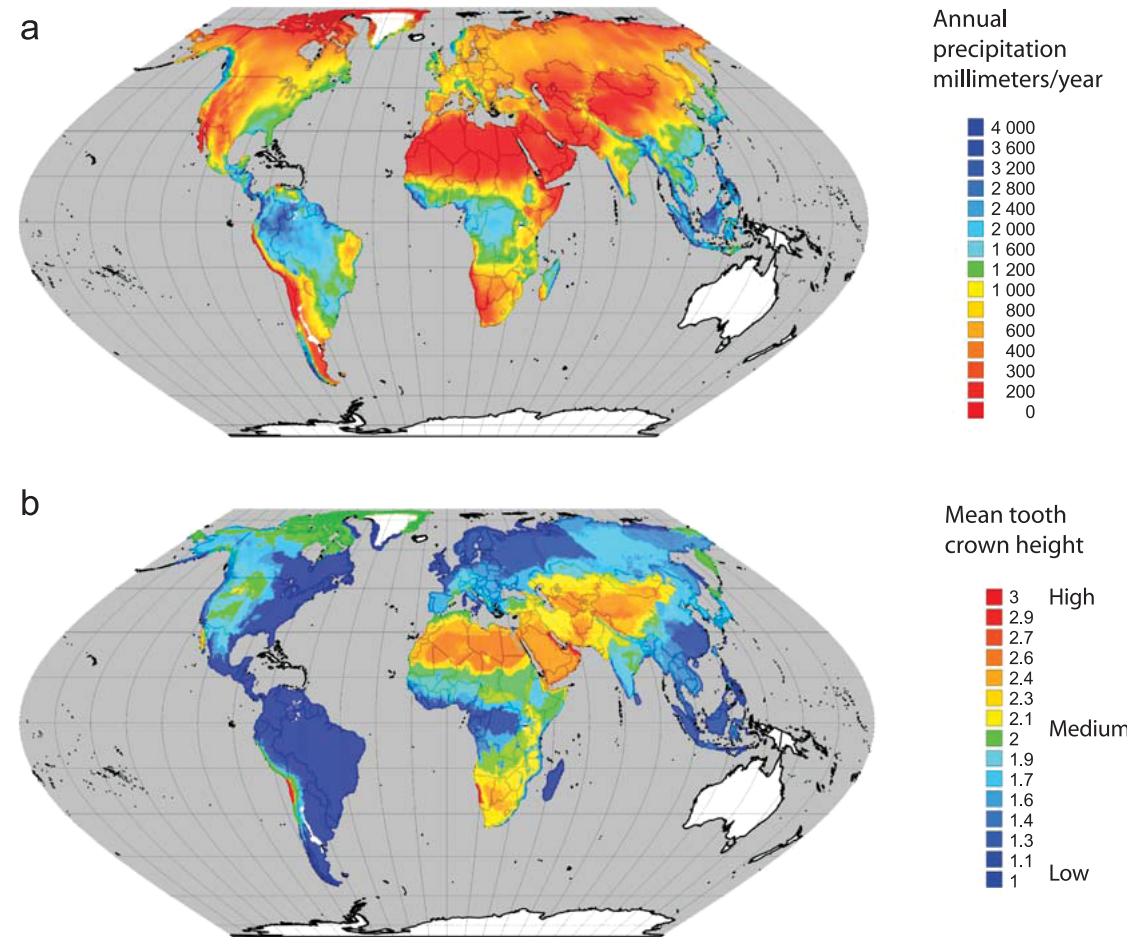 a
Annual
precipitation
millimeters/year
4 000
3 600
3 200
2 800
2 400
2 000
1 600
1 200
1 000
800
600
400
300
200
0
b
Mean tooth
crown height
3 High
2.9
2.7
2.6
2.4
2.3
2.1
2 Medium
1.9
1.7
1.6
1.4
1.3
1.1
1 Low